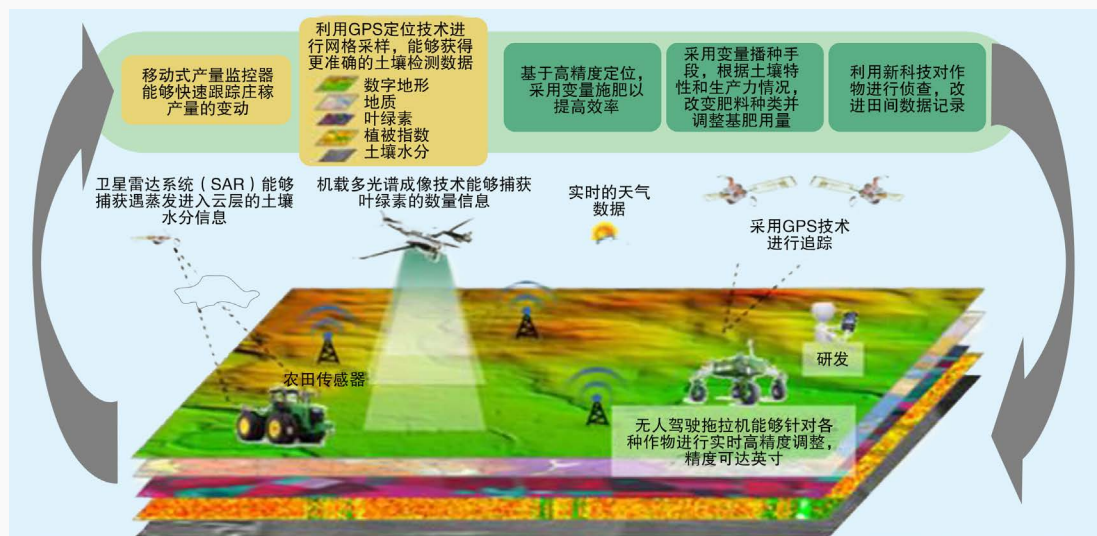 移动式产量监控器
能够快速跟踪庄稼
产量的变动
利用GPS定位技术进
行网格采样，能够获得
更准确的土壤检测数据
数字地形
地质
叶绿素
植被指数
土壤水分
基于高精度定位，
采用变量施肥以
提高效率
采用变量播种手
段，根据土壤特
性和生产力情况，
改变肥料种类并
调整基肥用量
利用新科技对作
物进行侦查，改
进田间数据记录
卫星雷达系统（SAR）能够
捕获遇蒸发进入云层的土壤
水分信息
机载多光谱成像技术能够捕获
叶绿素的数量信息
实时的天气
数据
采用GPS技术
进行追踪
农田传感器
研发
无人驾驶拖拉机能够针对各
种作物进行实时高精度调整，
精度可达英寸